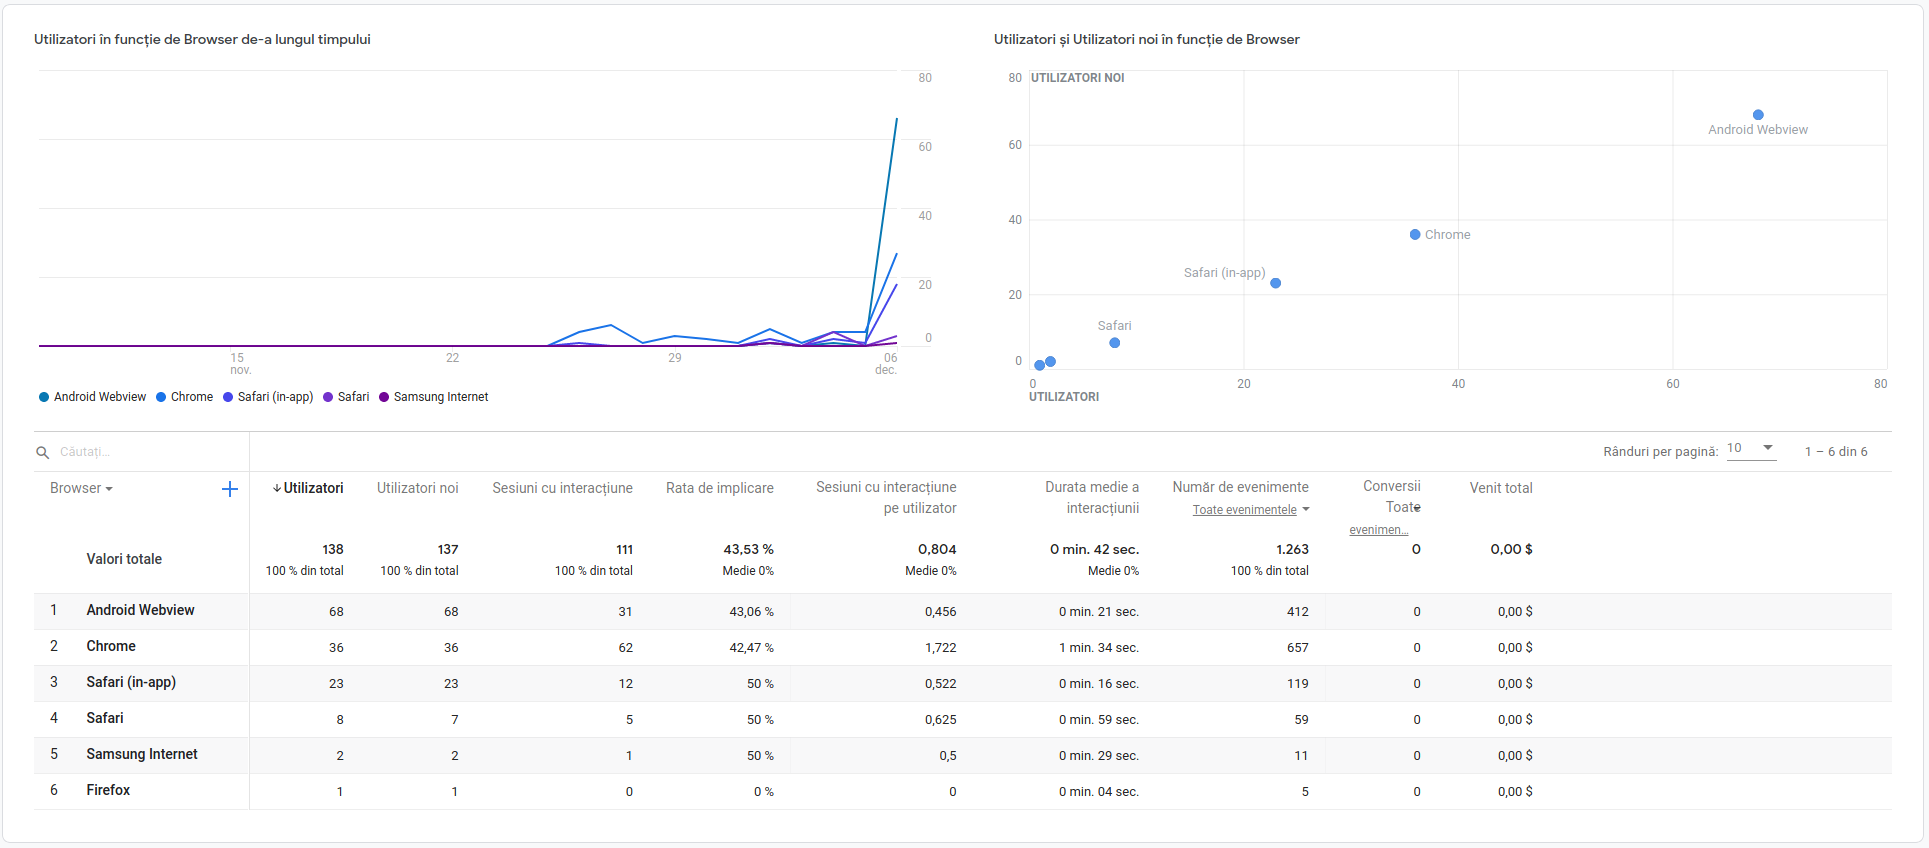 Utilizatori în funcție de Browser de-a lungul timpului
80
60
40
20
0
15
nov.
22
29
06
dec.
Android Webview Chrome Safari (in-app) Safari Samsung Internet
Utilizatori și Utilizatori noi în funcție de Browser
80 UTILIZATORI NOI
Android Webview
60
40
Chrome
Safari (in-app)
20
Safari
0
0 20 40 60 80
UTILIZATORI
Căutați... Rânduri per pagină: 10 1 – 6 din 6
Browser + Utilizatori Utilizatori noi Sesiuni cu interacțiune Rata de implicare Sesiuni cu interacțiune Durata medie a Număr de evenimente Conversii Venit total
pe utilizator interacțiunii Toate evenimentele Toate
evenimen...
Valori totale 138 137 111 43,53 % 0,804 0 min. 42 sec. 1.263 0 0,00 $
100 % din total 100 % din total 100 % din total Medie 0% Medie 0% Medie 0% 100 % din total
1 Android Webview 68 68 31 43,06 % 0,456 0 min. 21 sec. 412 0 0,00 $
2 Chrome 36 36 62 42,47 % 1,722 1 min. 34 sec. 657 0 0,00 $
3 Safari (in-app) 23 23 12 50 % 0,522 0 min. 16 sec. 119 0 0,00 $
4 Safari 8 7 5 50 % 0,625 0 min. 59 sec. 59 0 0,00 $
5 Samsung Internet 2 2 1 50 % 0,5 0 min. 29 sec. 11 0 0,00 $
6 Firefox 1 1 0 0 % 0 0 min. 04 sec. 5 0 0,00 $